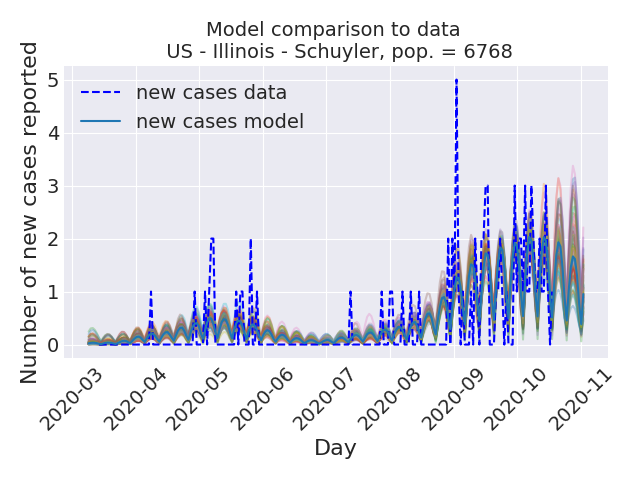 Model comparison to data
US - Illinois - Schuyler, pop. = 6768
Number of new cases reported
5
4
3
2
1
0
new cases data
new cases model
2020-03
2020-04
2020-05
2020-06
2020-07
2020-08
2020-09
2020-10
2020-11
Day